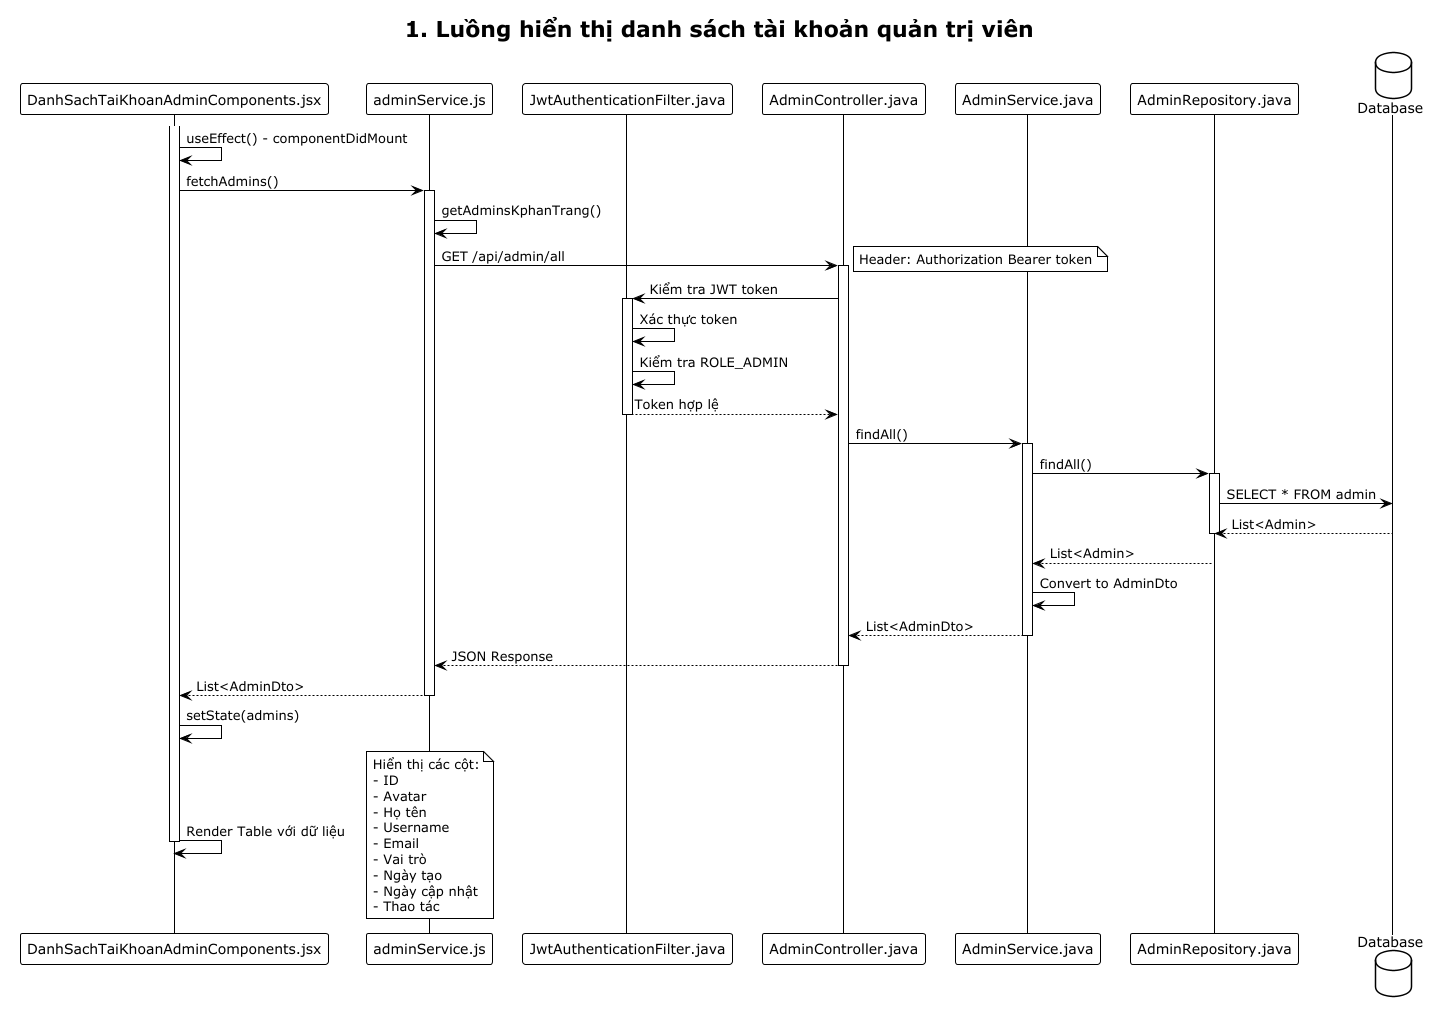 1. Luồng hiển thị danh sách tài khoản quản trị viên
DanhSachTaiKhoanAdminComponents.jsx
adminService.js
JwtAuthenticationFilter.java
AdminController.java
AdminService.java
AdminRepository.java
Database
useEffect() - componentDidMount
fetchAdmins()
getAdminsKphanTrang()
GET /api/admin/all
Header: Authorization Bearer token
Kiểm tra JWT token
Xác thực token
Kiểm tra ROLE_ADMIN
Token hợp lệ
findAll()
findAll()
SELECT * FROM admin
List<Admin>
List<Admin>
Convert to AdminDto
List<AdminDto>
JSON Response
List<AdminDto>
setState(admins)
Hiển thị các cột:
- ID
- Avatar
- Họ tên
- Username
- Email
- Vai trò
- Ngày tạo
- Ngày cập nhật
- Thao tác
Render Table với dữ liệu
DanhSachTaiKhoanAdminComponents.jsx
adminService.js
JwtAuthenticationFilter.java
AdminController.java
AdminService.java
AdminRepository.java
Database